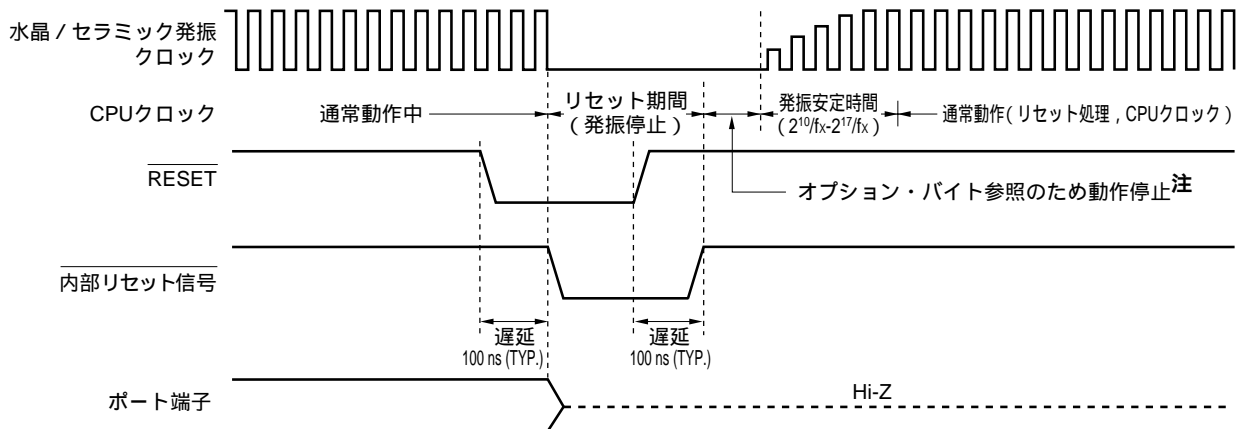 水晶 / セラミック発振
クロック
CPUクロック
通常動作中
リセット期間
（発振停止）
発振安定時間
（2¹⁰/fx-2¹⁷/fx）
通常動作（リセット処理，CPUクロック）
RESET
オプション・バイト参照のため動作停止注
内部リセット信号
遅延
100 ns (TYP.)
遅延
100 ns (TYP.)
ポート端子
Hi-Z